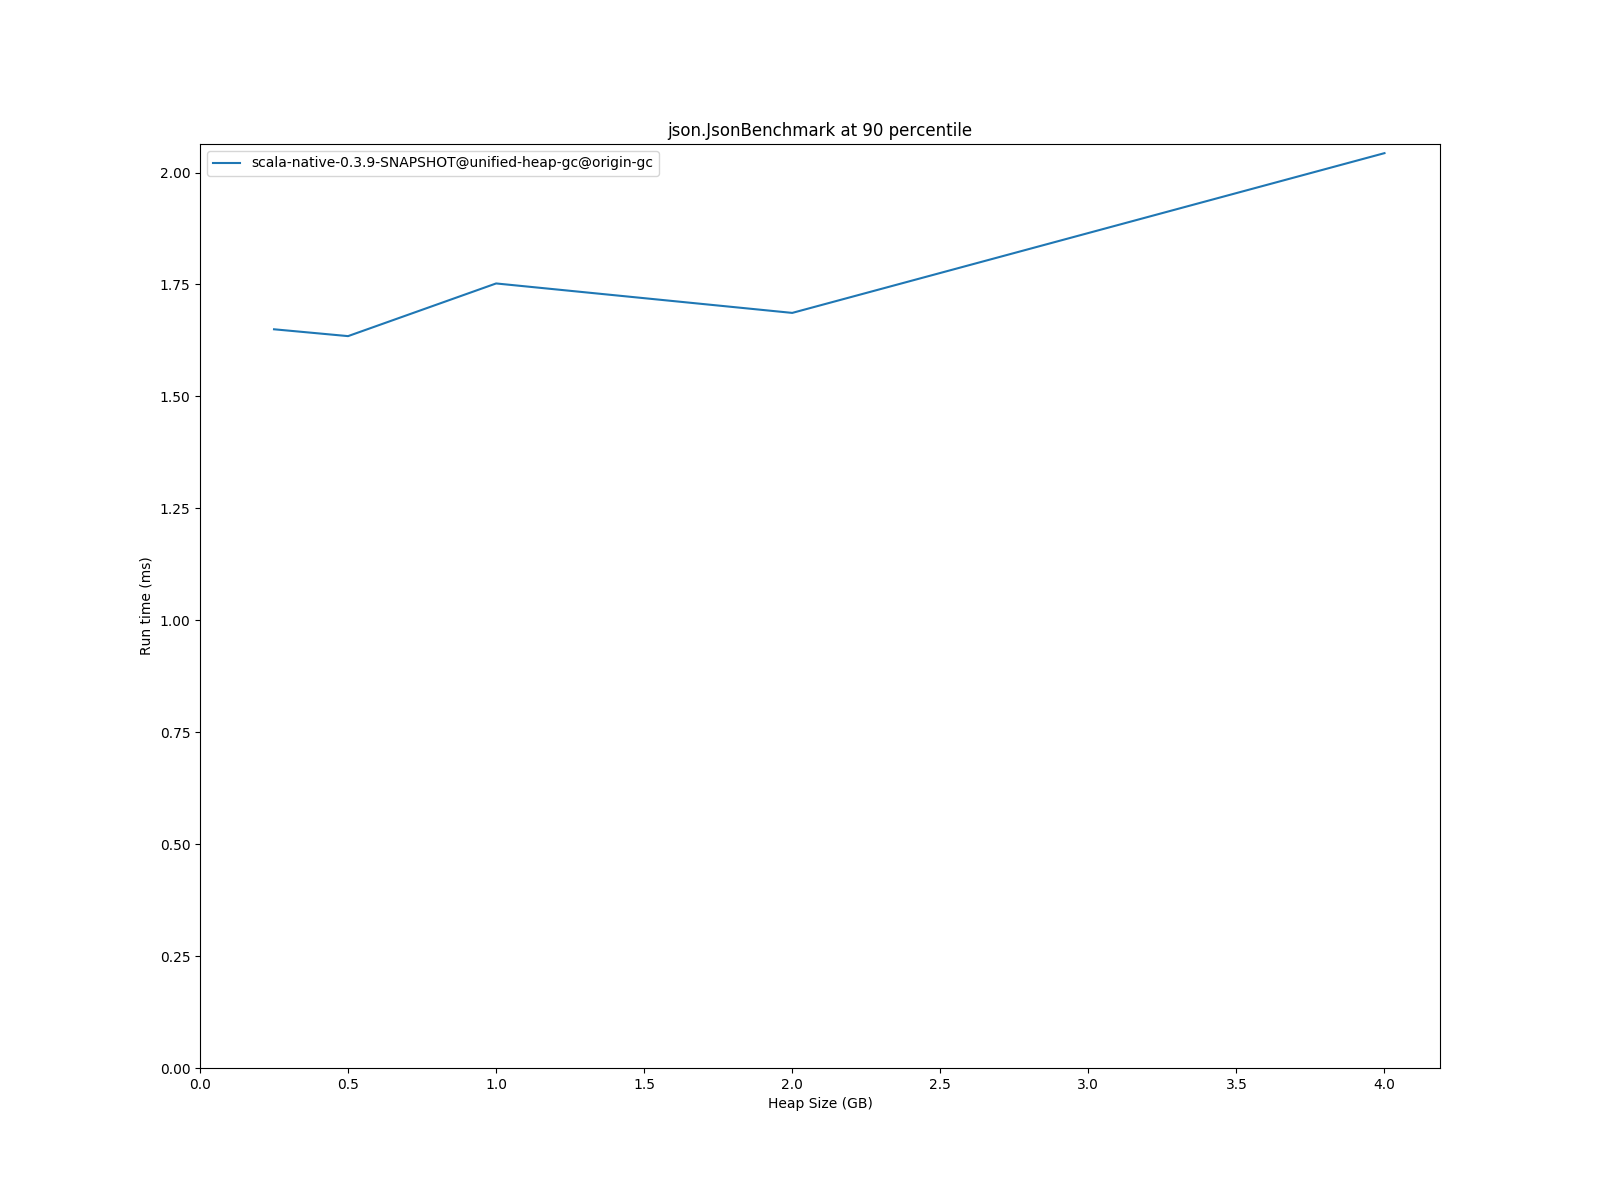 json.JsonBenchmark at 90 percentile
scala-native-0.3.9-SNAPSHOT@unified-heap-gc@origin-gc
2.00
1.75
1.50
1.25
1.00
0.75
0.50
0.25
0.00
Run time (ms)
0.0 0.5 1.0 1.5 2.0 2.5 3.0 3.5 4.0
Heap Size (GB)